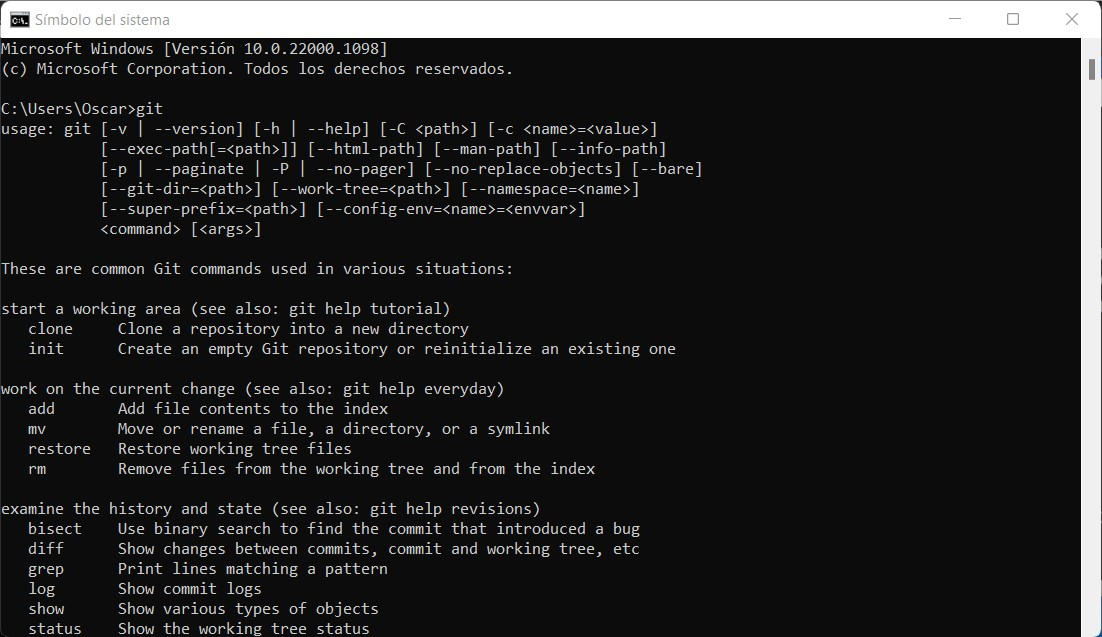 Símbolo del sistema
Microsoft Windows [Versión 10.0.22000.1098]
(c) Microsoft Corporation. Todos los derechos reservados.
C:\Users\Oscar>git
usage: git [-v | --version] [-h | --help] [-C <path>] [-c <name>=<value>]
           [--exec-path[=<path>]] [--html-path] [--man-path] [--info-path]
           [-p | --paginate | -P | --no-pager] [--no-replace-objects] [--bare]
           [--git-dir=<path>] [--work-tree=<path>] [--namespace=<name>]
           [--super-prefix=<path>] [--config-env=<name>=<envvar>]
           <command> [<args>]
These are common Git commands used in various situations:
start a working area (see also: git help tutorial)
   clone     Clone a repository into a new directory
   init      Create an empty Git repository or reinitialize an existing one
work on the current change (see also: git help everyday)
   add       Add file contents to the index
   mv        Move or rename a file, a directory, or a symlink
   restore   Restore working tree files
   rm        Remove files from the working tree and from the index
examine the history and state (see also: git help revisions)
   bisect    Use binary search to find the commit that introduced a bug
   diff      Show changes between commits, commit and working tree, etc
   grep      Print lines matching a pattern
   log       Show commit logs
   show      Show various types of objects
   status    Show the working tree status